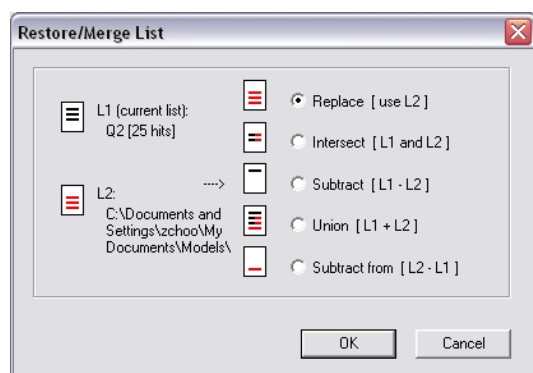 Restore/Merge List
L1 (current list):
Q2 [25 hits]
---->
L2:
C:\Documents and
Settings\zchoo\My
Documents\Models\
Replace [ use L2 ]
Intersect [ L1 and L2 ]
Subtract [ L1 - L2 ]
Union [ L1 + L2 ]
Subtract from [ L2 - L1 ]
OK
Cancel